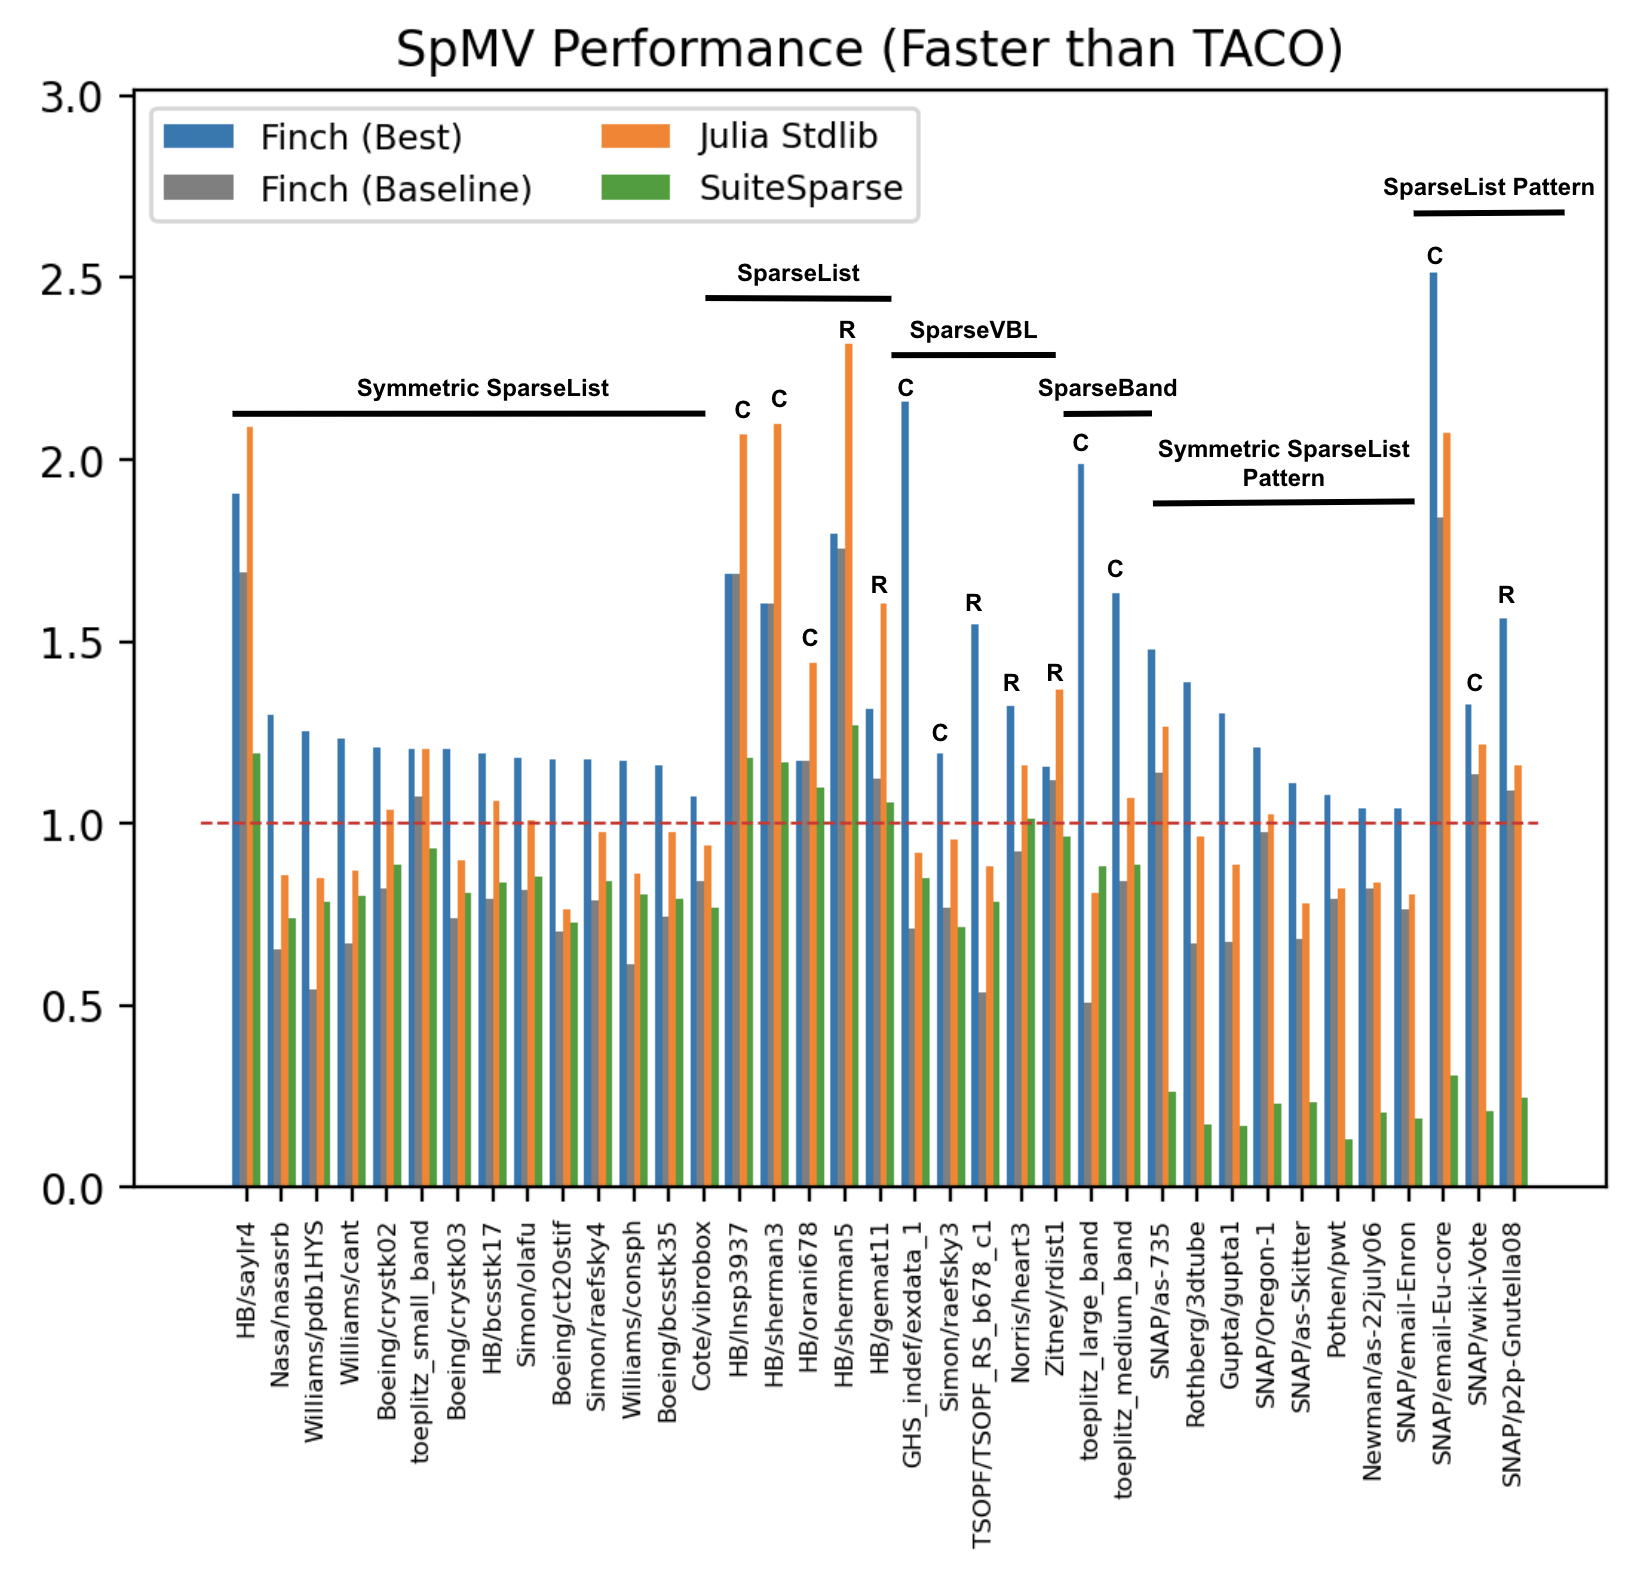 SpMV Performance (Faster than TACO)
3.0
2.5
2.0
1.5
1.0
0.5
0.0
Finch (Best)
Finch (Baseline)
Julia Stdlib
SuiteSparse
Symmetric SparseList
SparseList
SparseVBL
SparseBand
Symmetric SparseList
Pattern
SparseList Pattern
C
C
C
R
R
C
C
R
R
R
C
C
C
C
R
HB/saylr4
Nasa/nasasrb
Williams/pdb1HYS
Williams/cant
Boeing/crystk02
toeplitz_small_band
Boeing/crystk03
HB/bcsstk17
Simon/olafu
Boeing/ct20stif
Simon/raefsky4
Williams/consph
Boeing/bcsstk35
Cote/vibrobox
HB/lnsp3937
HB/sherman3
HB/orani678
HB/sherman5
HB/gemat11
GHS_indef/exdata_1
Simon/raefsky3
TSOPF/TSOPF_RS_b678_c1
Norris/heart3
Zitney/rdist1
toeplitz_large_band
toeplitz_medium_band
SNAP/as-735
Rothberg/3dtube
Gupta/gupta1
SNAP/Oregon-1
SNAP/as-Skitter
Pothen/pwt
Newman/as-22july06
SNAP/email-Enron
SNAP/email-Eu-core
SNAP/wiki-Vote
SNAP/p2p-Gnutella08